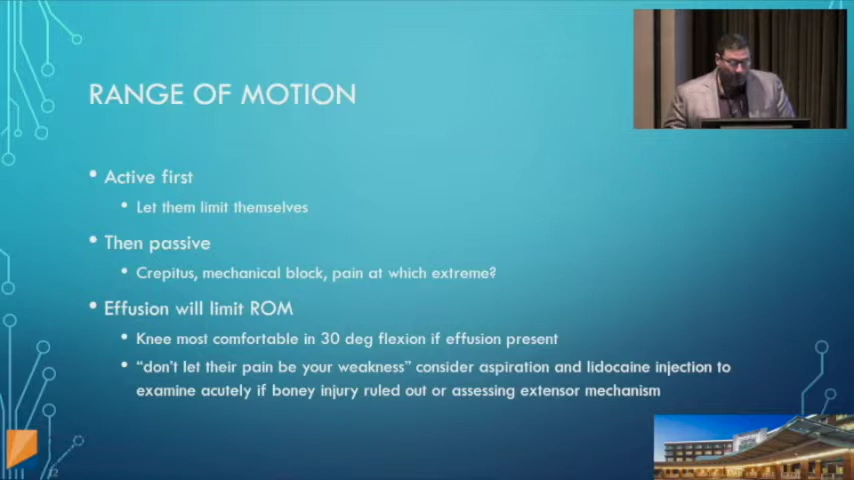 RANGE OF MOTION
• Active first
• Let them limit themselves
• Then passive
• Crepitus, mechanical block, pain at which extreme?
• Effusion will limit ROM
• Knee most comfortable in 30 deg flexion if effusion present
• “don’t let their pain be your weakness” consider aspiration and lidocaine injection to
examine acutely if boney injury ruled out or assessing extensor mechanism